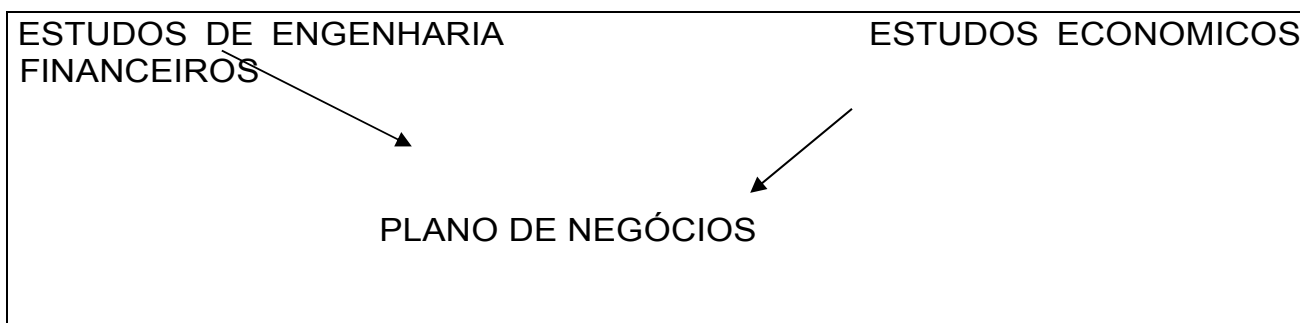 ESTUDOS DE ENGENHARIA ESTUDOS ECONOMICOS
FINANCEIROS
PLANO DE NEGÓCIOS